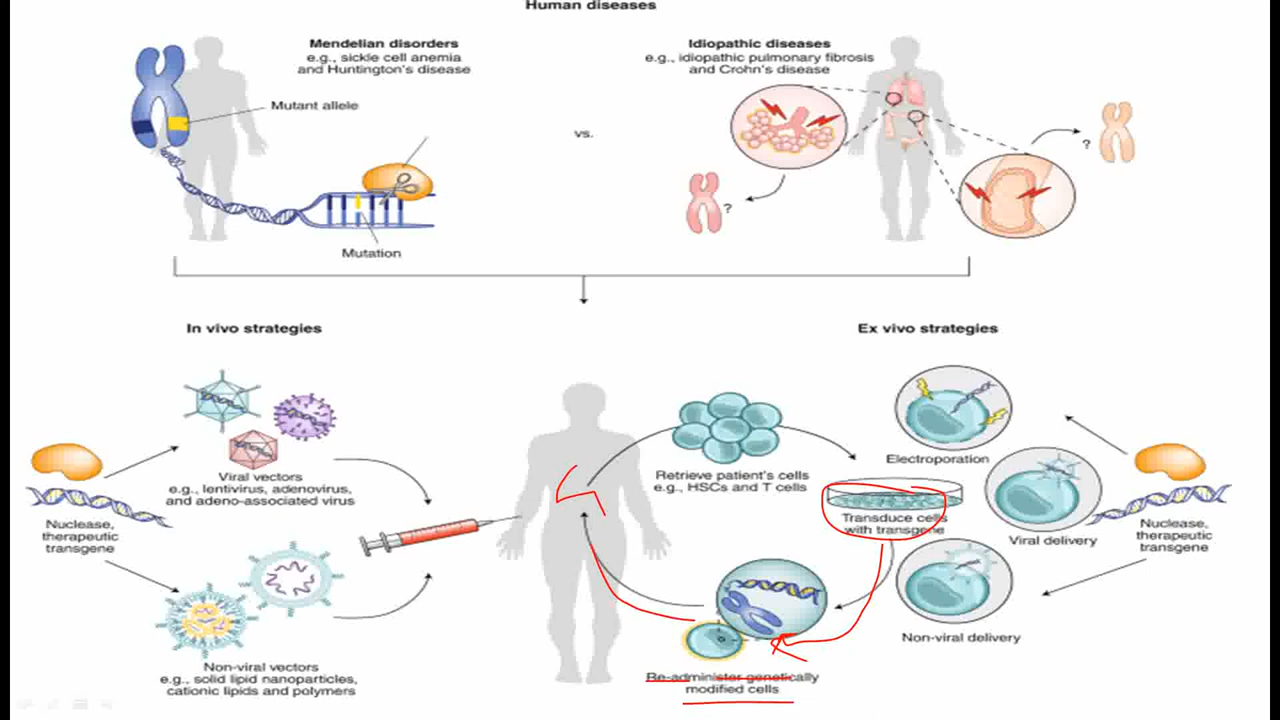 Human diseases
Mendelian disorders
e.g., sickle cell anemia
and Huntington's disease
Mutant allele
Mutation
vs.
Idiopathic diseases
e.g., idiopathic pulmonary fibrosis
and Crohn's disease
?
?
In vivo strategies
Nuclease,
therapeutic
transgene
Viral vectors
e.g., lentivirus, adenovirus,
and adeno-associated virus
Non-viral vectors
e.g., solid lipid nanoparticles,
cationic lipids and polymers
Ex vivo strategies
Retrieve patient's cells
e.g., HSCs and T cells
Transduce cells
with transgene
Re-administer genetically
modified cells
Electroporation
Viral delivery
Non-viral delivery
Nuclease,
therapeutic
transgene